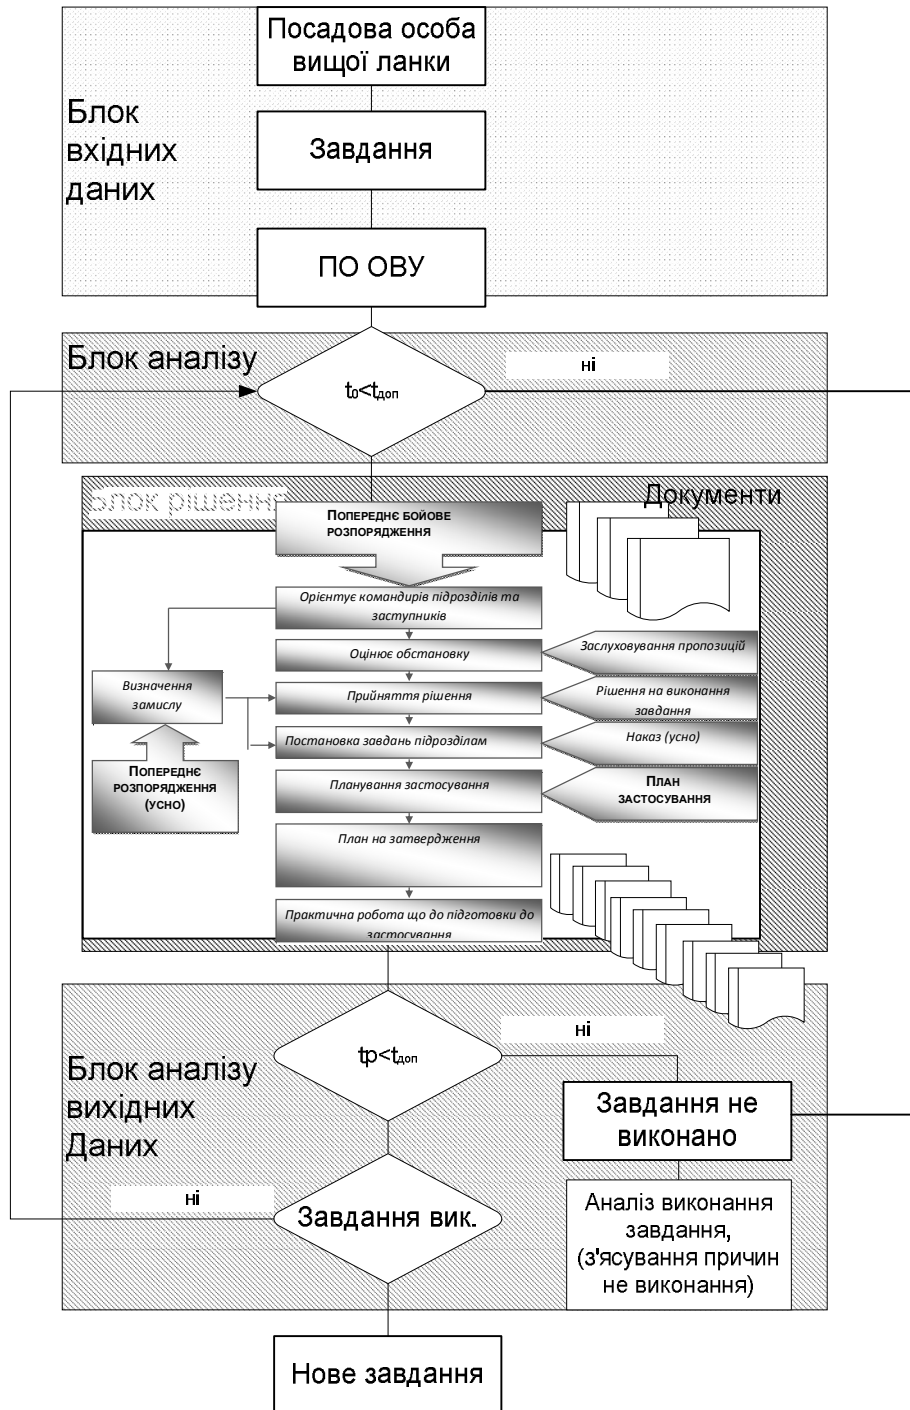 Посадова особа
вищої ланки
Блок
вхідних
даних
Завдання
ПО ОВУ
Блок аналізу
ні
t₀<tдоп
Блок рішення
Документи
ПОПЕРЕДНЄ БОЙОВЕ
РОЗПОРЯДЖЕННЯ
Орієнтує командирів підрозділів та
заступників
Оцінює обстановку
Заслуховування пропозицій
Визначення
замислу
Прийняття рішення
Рішення на виконання
завдання
Постановка завдань підрозділам
Наказ (усно)
ПОПЕРЕДНЄ
РОЗПОРЯДЖЕННЯ
(УСНО)
Планування застосування
ПЛАН
ЗАСТОСУВАННЯ
План на затвердження
Практична робота що до підготовки до
застосування
ні
tр<tдоп
Блок аналізу
вихідних
Даних
Завдання не
виконано
ні
Завдання вик.
Аналіз виконання
завдання,
(з'ясування причин
не виконання)
Нове завдання